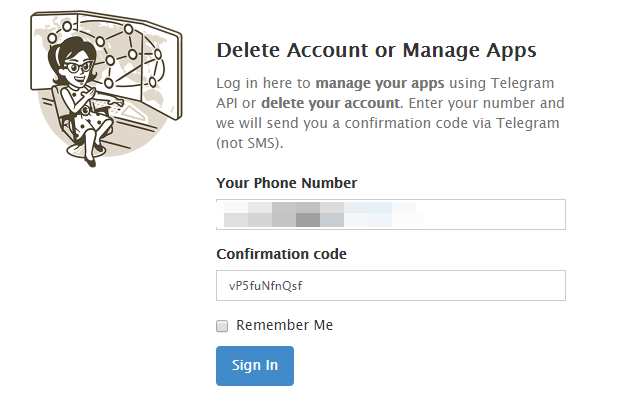 Delete Account or Manage Apps
Log in here to manage your apps using Telegram
API or delete your account. Enter your number and
we will send you a confirmation code via Telegram
(not SMS).
Your Phone Number
Confirmation code
vP5fuNfnQsf
Remember Me
Sign In